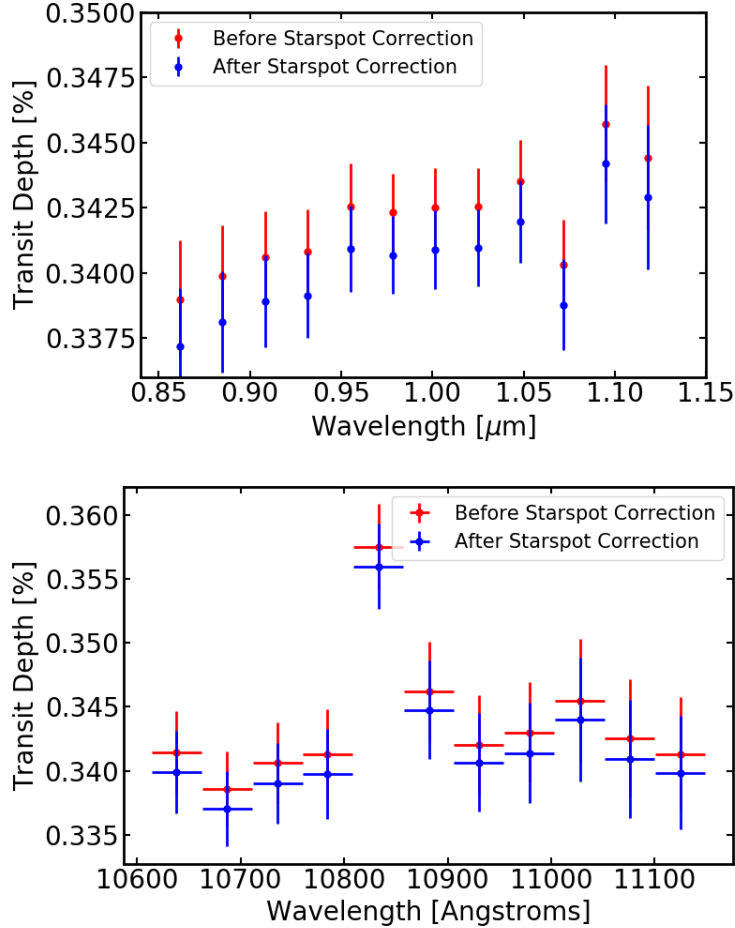 0.3500
0.3475
0.3450
0.3425
0.3400
0.3375
Transit Depth [%]
Before Starspot Correction
After Starspot Correction
0.85 0.90 0.95 1.00 1.05 1.10 1.15
Wavelength [μm]
0.360
0.355
0.350
0.345
0.340
0.335
Transit Depth [%]
Before Starspot Correction
After Starspot Correction
10600 10700 10800 10900 11000 11100
Wavelength [Angstroms]